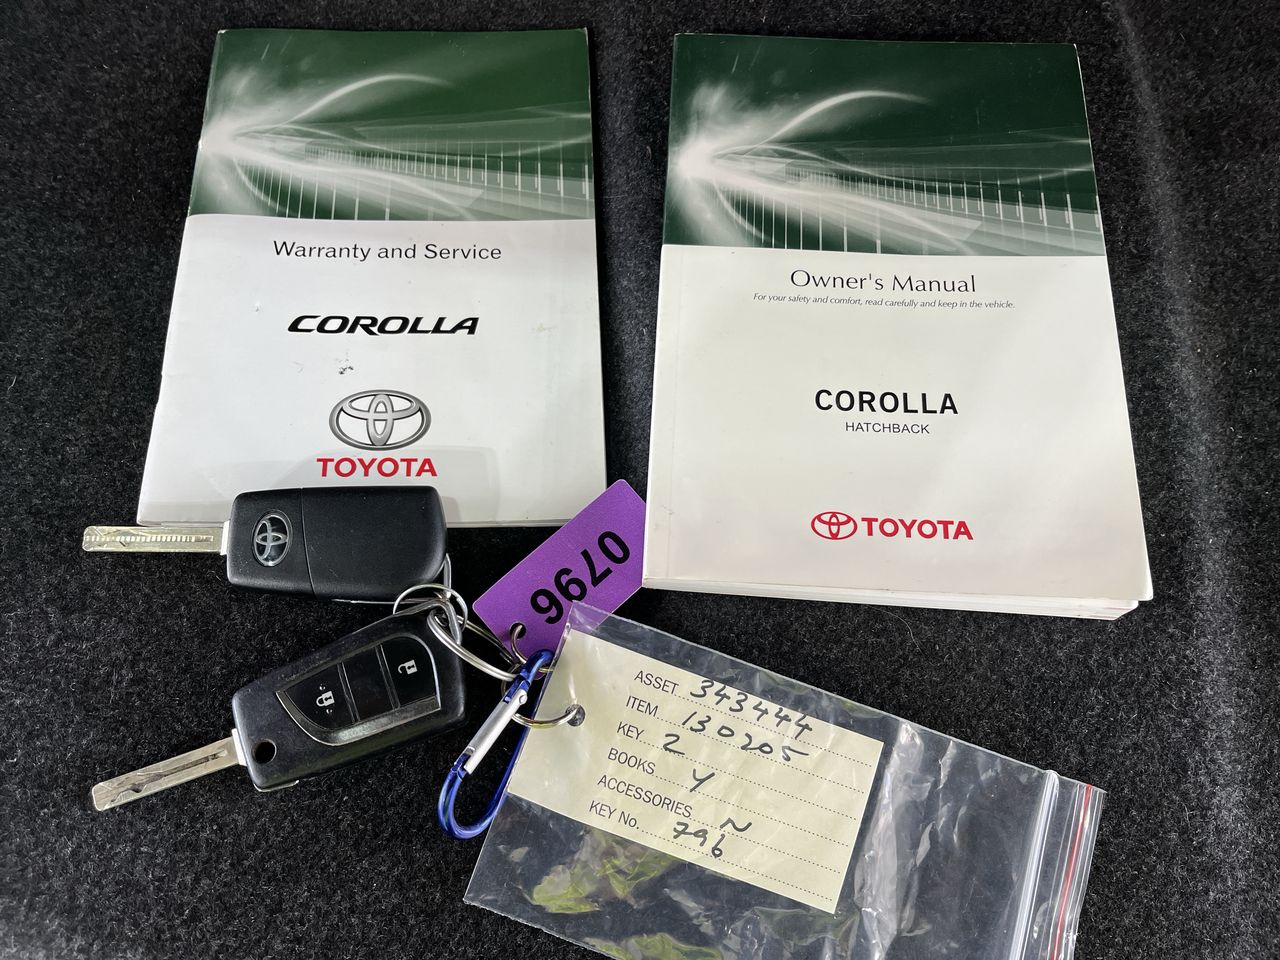 Warranty and Service
COROLLA
TOYOTA
Owner's Manual
For your safety and comfort, read carefully and keep in the vehicle.
COROLLA
HATCHBACK
TOYOTA
0796
ASSET 343444
ITEM 130205
KEY 2
BOOKS Y
ACCESSORIES N
KEY No. 796